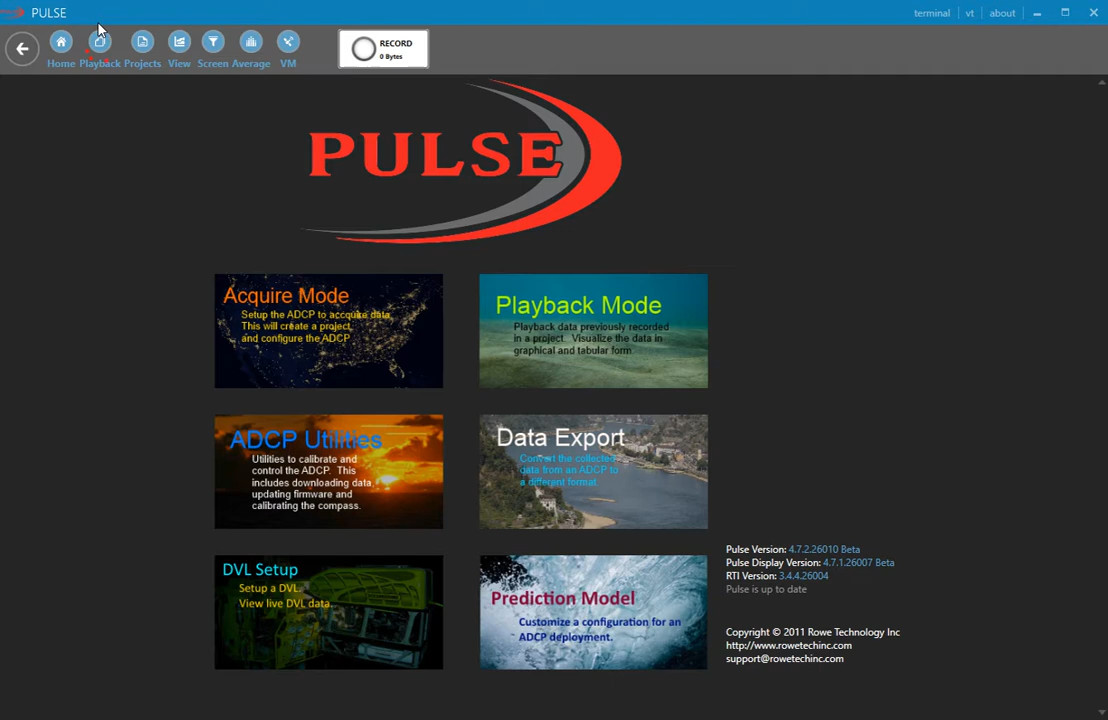 PULSE
terminal | vt | about
Home Playback Projects View Screen Average VM
RECORD
0 Bytes
PULSE
Acquire Mode
Setup the ADCP to accquire data.
This will create a project,
and configure the ADCP
Playback Mode
Playback data previously recorded
in a project. Visualize the data in
graphical and tabular form
ADCP Utilities
Utilities to calibrate and
control the ADCP. This
includes downloading data,
updating firmware and
calibrating the compass.
Data Export
Convert the collected
data from an ADCP to
a different format
DVL Setup
Setup a DVL.
View live DVL data.
Prediction Model
Customize a configuration for an
ADCP deployment.
Pulse Version: 4.7.2.26010 Beta
Pulse Display Version: 4.7.1.26007 Beta
RTI Version: 3.4.4.26004
Pulse is up to date
Copyright © 2011 Rowe Technology Inc
http://www.rowetechinc.com
support@rowetechinc.com